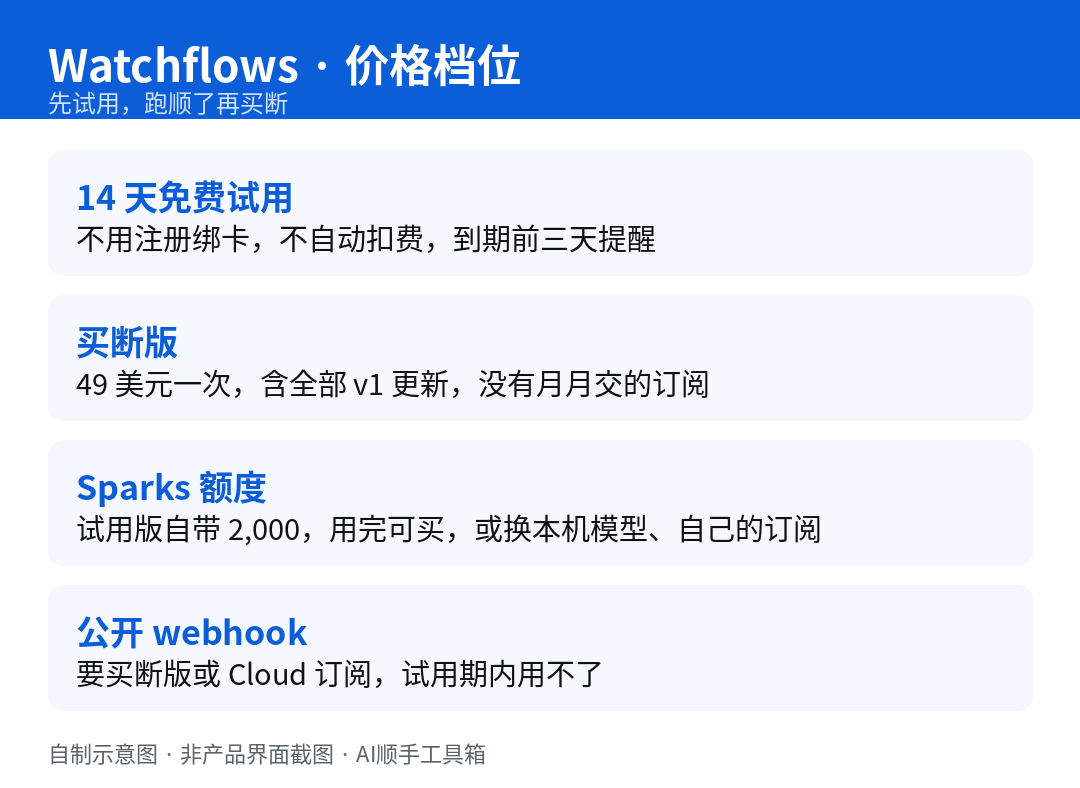 Watchflows · 价格档位
先试用，跑顺了再买断
14 天免费试用
不用注册绑卡，不自动扣费，到期前三天提醒
买断版
49 美元一次，含全部 v1 更新，没有月月交的订阅
Sparks 额度
试用版自带 2,000，用完可买，或换本机模型、自己的订阅
公开 webhook
要买断版或 Cloud 订阅，试用期内用不了
自制示意图 · 非产品界面截图 · AI顺手工具箱